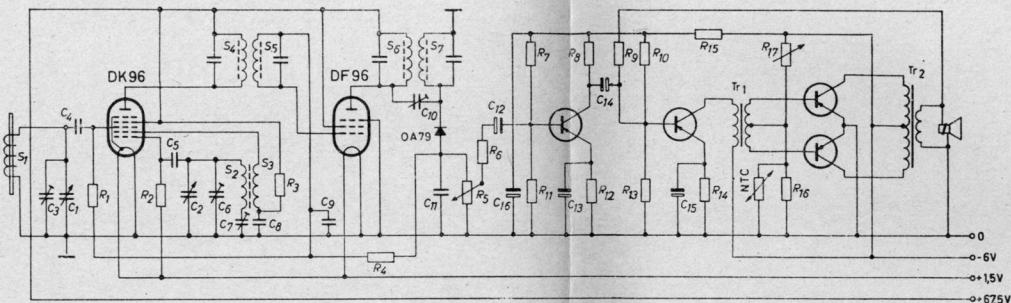 S4
S5
S6
S7
DK96
DF96
C4
C5
S1
C3
C1
R1
R2
C2
C6
S2
S3
R3
C7
C8
C9
R4
C10
OA79
C11
R5
R6
C12
C16
R7
R11
R8
C13
R12
C14
R9
R10
R13
R15
C15
R14
Tr1
R17
NTC
R16
Tr2
0
-6V
+1,5V
+67,5V